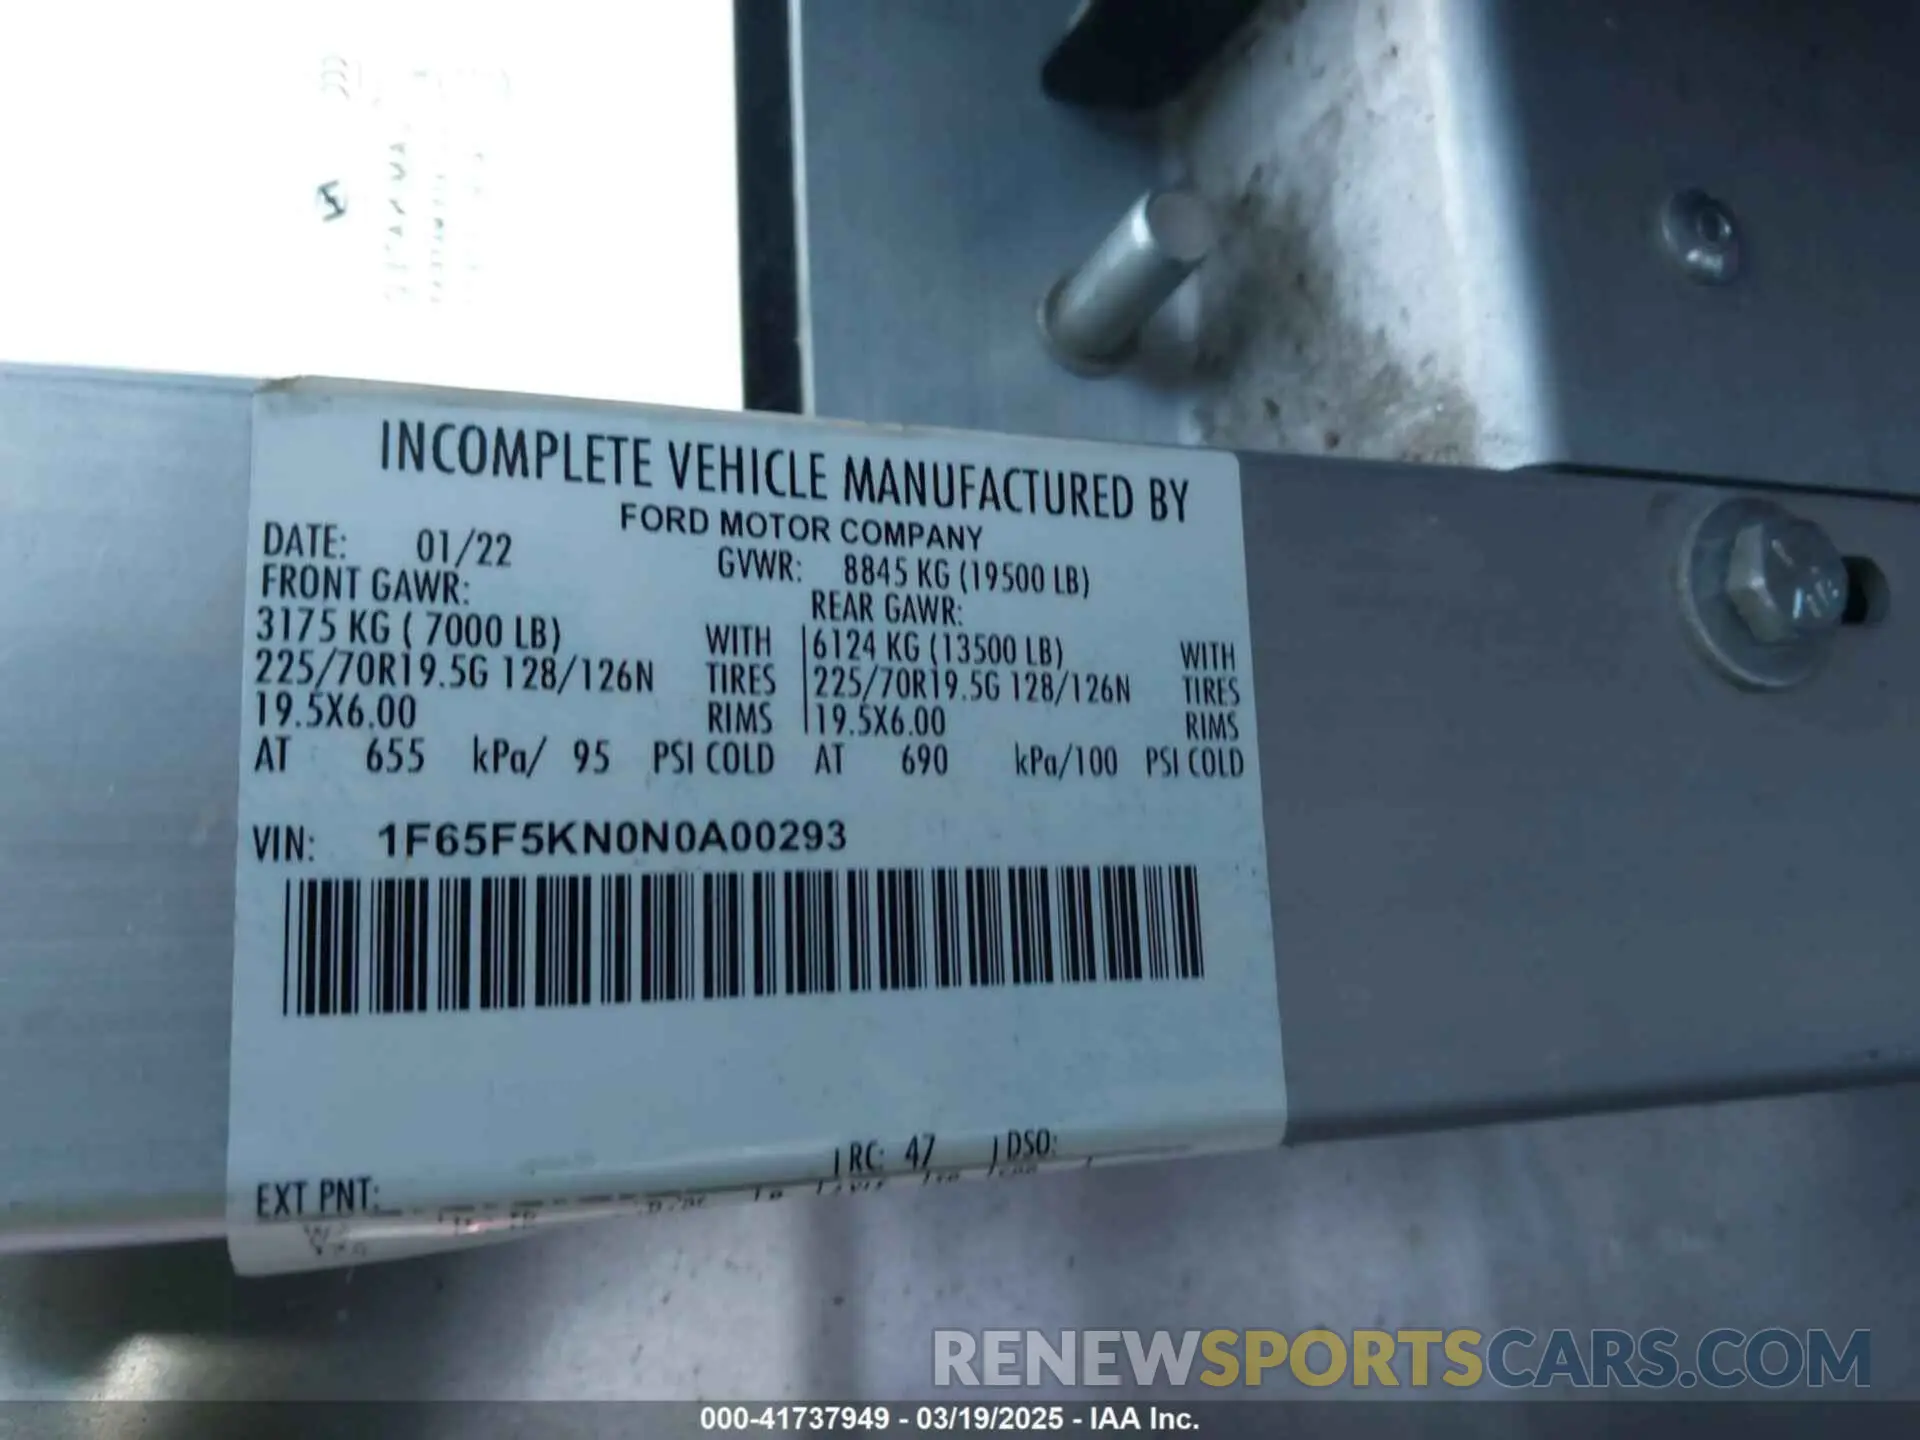 INCOMPLETE VEHICLE MANUFACTURED BY
FORD MOTOR COMPANY
DATE: 01/22 GVWR: 8845 KG (19500 LB)
FRONT GAWR: REAR GAWR:
3175 KG ( 7000 LB) WITH 6124 KG (13500 LB) WITH
225/70R19.5G 128/126N TIRES 225/70R19.5G 128/126N TIRES
19.5X6.00 RIMS 19.5X6.00 RIMS
AT 655 kPa/ 95 PSI COLD AT 690 kPa/100 PSI COLD
VIN: 1F65F5KN0N0A00293
EXT PNT: RC: 47 DSO:
RENEWSPORTSCARS.COM
000-41737949 - 03/19/2025 - IAA Inc.